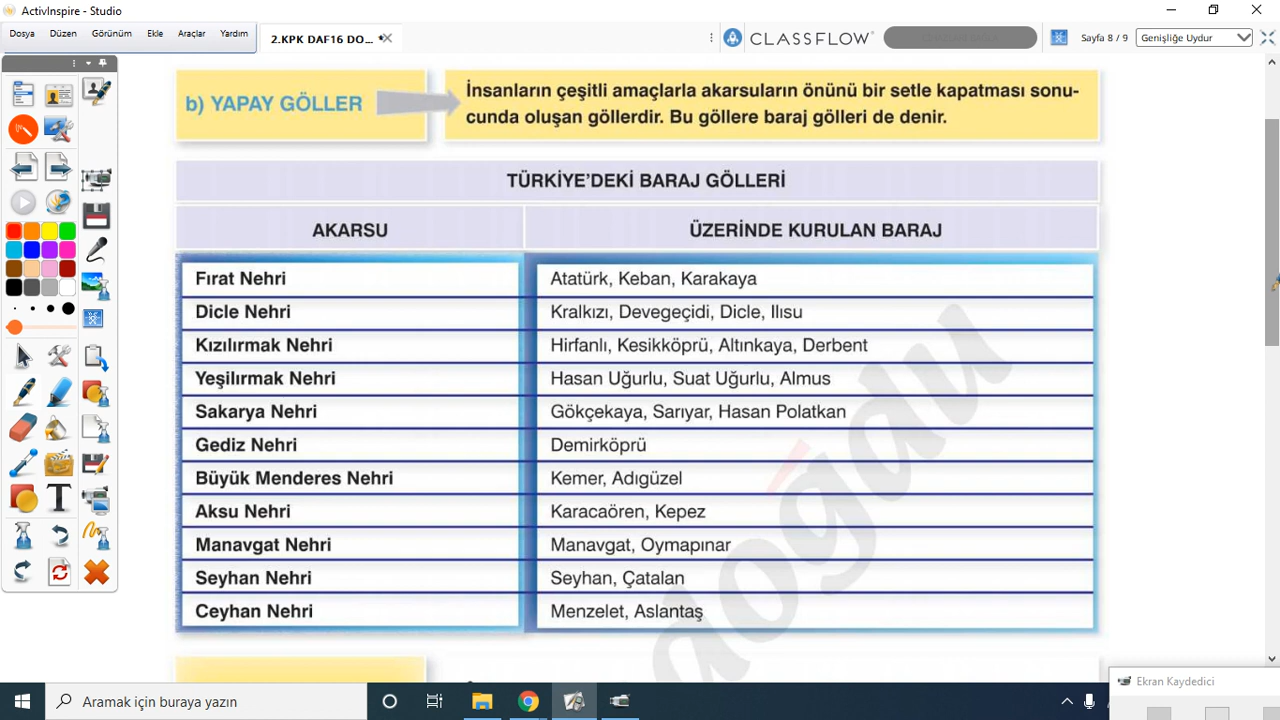 ActivInspire - Studio
Dosya Düzen Görünüm Ekle Araçlar Yardım
2.KPK DAF16 DO...
CLASSFLOW
Sayfa 8 / 9
Genişliğe Uydur
b) YAPAY GÖLLER
İnsanların çeşitli amaçlarla akarsuların önünü bir setle kapatması sonu-
cunda oluşan göllerdir. Bu göllere baraj gölleri de denir.
TÜRKİYE’DEKİ BARAJ GÖLLERİ
AKARSU ÜZERİNDE KURULAN BARAJ
Fırat Nehri Atatürk, Keban, Karakaya
Dicle Nehri Kralkızı, Devegeçidi, Dicle, Ilısu
Kızılırmak Nehri Hirfanlı, Kesikköprü, Altınkaya, Derbent
Yeşilırmak Nehri Hasan Uğurlu, Suat Uğurlu, Almus
Sakarya Nehri Gökçekaya, Sarıyar, Hasan Polatkan
Gediz Nehri Demirköprü
Büyük Menderes Nehri Kemer, Adıgüzel
Aksu Nehri Karacaören, Kepez
Manavgat Nehri Manavgat, Oymapınar
Seyhan Nehri Seyhan, Çatalan
Ceyhan Nehri Menzelet, Aslantaş
aoğdu
Ekran Kaydedici
Aramak için buraya yazın